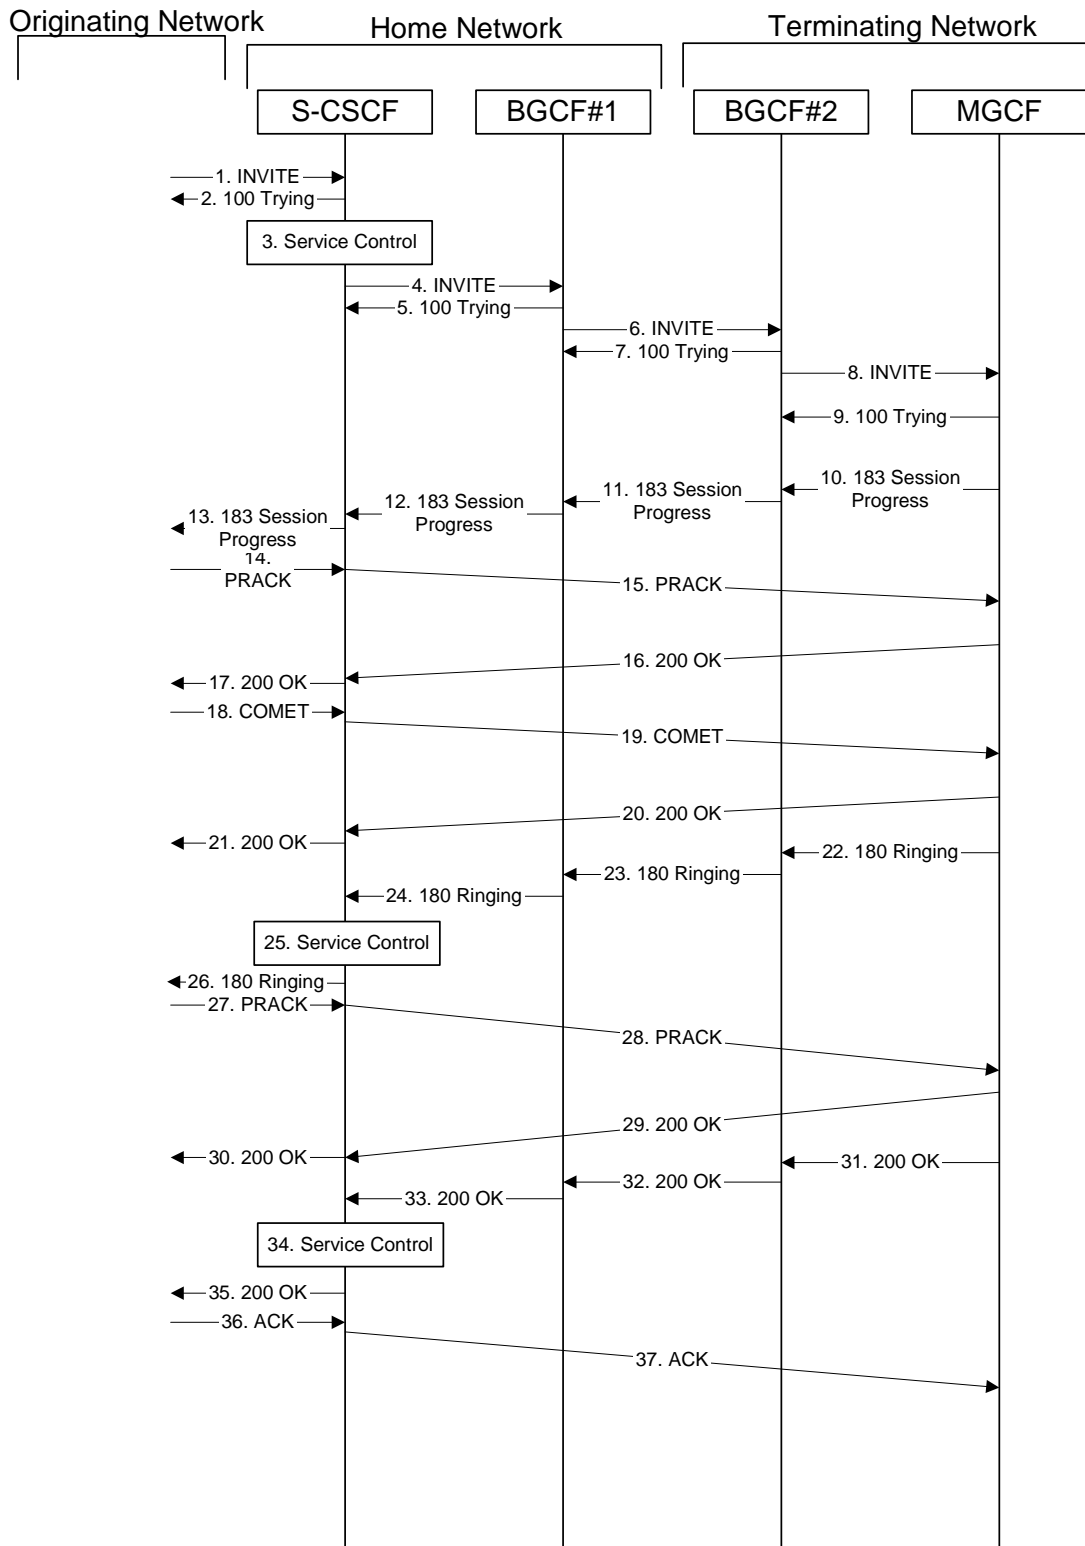 Originating Network
Home Network
Terminating Network
S-CSCF
BGCF#1
BGCF#2
MGCF
1. INVITE
2. 100 Trying
3. Service Control
4. INVITE
5. 100 Trying
6. INVITE
7. 100 Trying
8. INVITE
9. 100 Trying
10. 183 Session
Progress
11. 183 Session
Progress
12. 183 Session
Progress
13. 183 Session
Progress
14.
PRACK
15. PRACK
16. 200 OK
17. 200 OK
18. COMET
19. COMET
20. 200 OK
21. 200 OK
22. 180 Ringing
23. 180 Ringing
24. 180 Ringing
25. Service Control
26. 180 Ringing
27. PRACK
28. PRACK
29. 200 OK
30. 200 OK
31. 200 OK
32. 200 OK
33. 200 OK
34. Service Control
35. 200 OK
36. ACK
37. ACK